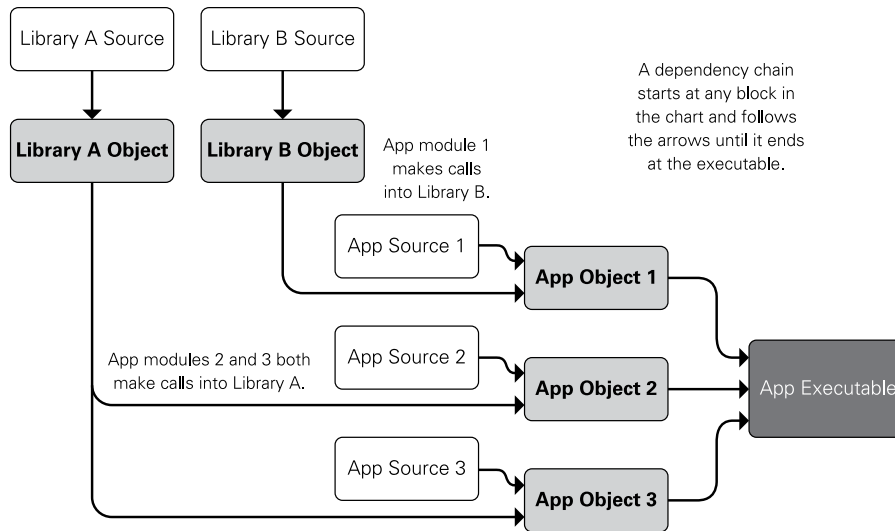 Library A Source
Library B Source
A dependency chain
starts at any block in
the chart and follows
the arrows until it ends
at the executable.
Library A Object
Library B Object
App module 1
makes calls
into Library B.
App Source 1
App Object 1
App modules 2 and 3 both
make calls into Library A.
App Source 2
App Object 2
App Executable
App Source 3
App Object 3